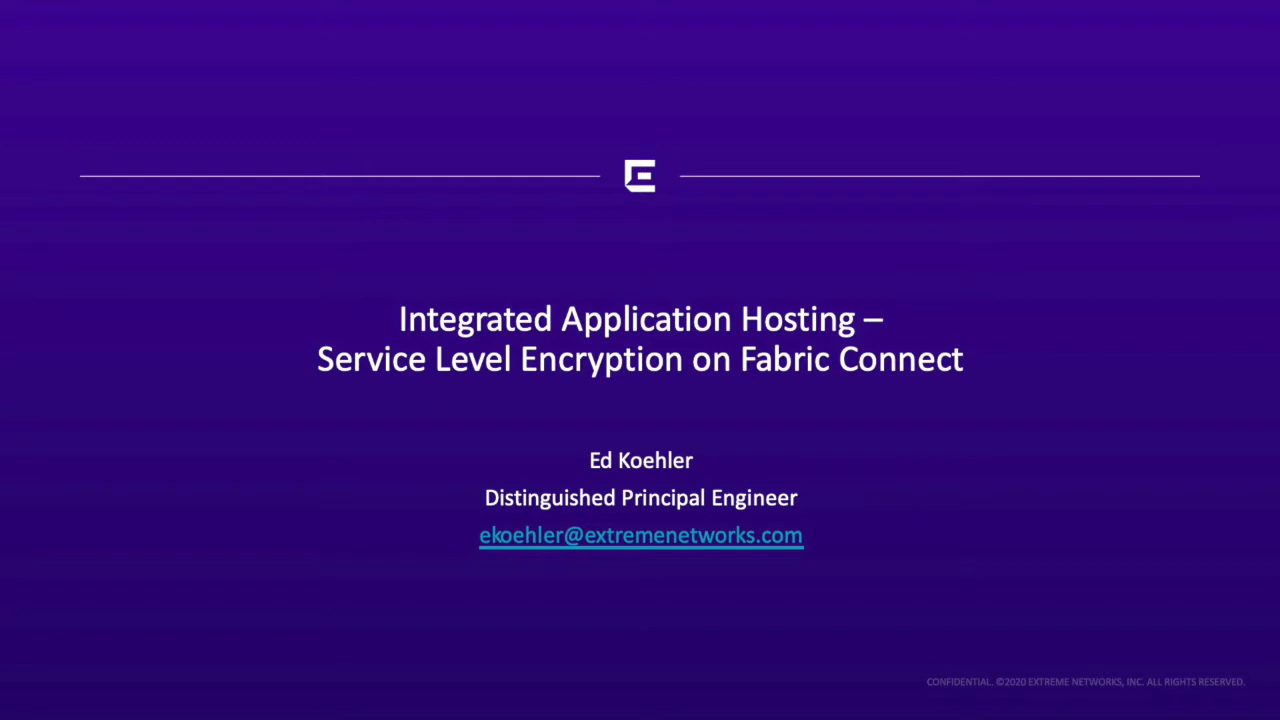 Integrated Application Hosting –
Service Level Encryption on Fabric Connect
Ed Koehler
Distinguished Principal Engineer
ekoehler@extremenetworks.com
CONFIDENTIAL. ©2020 EXTREME NETWORKS, INC. ALL RIGHTS RESERVED.